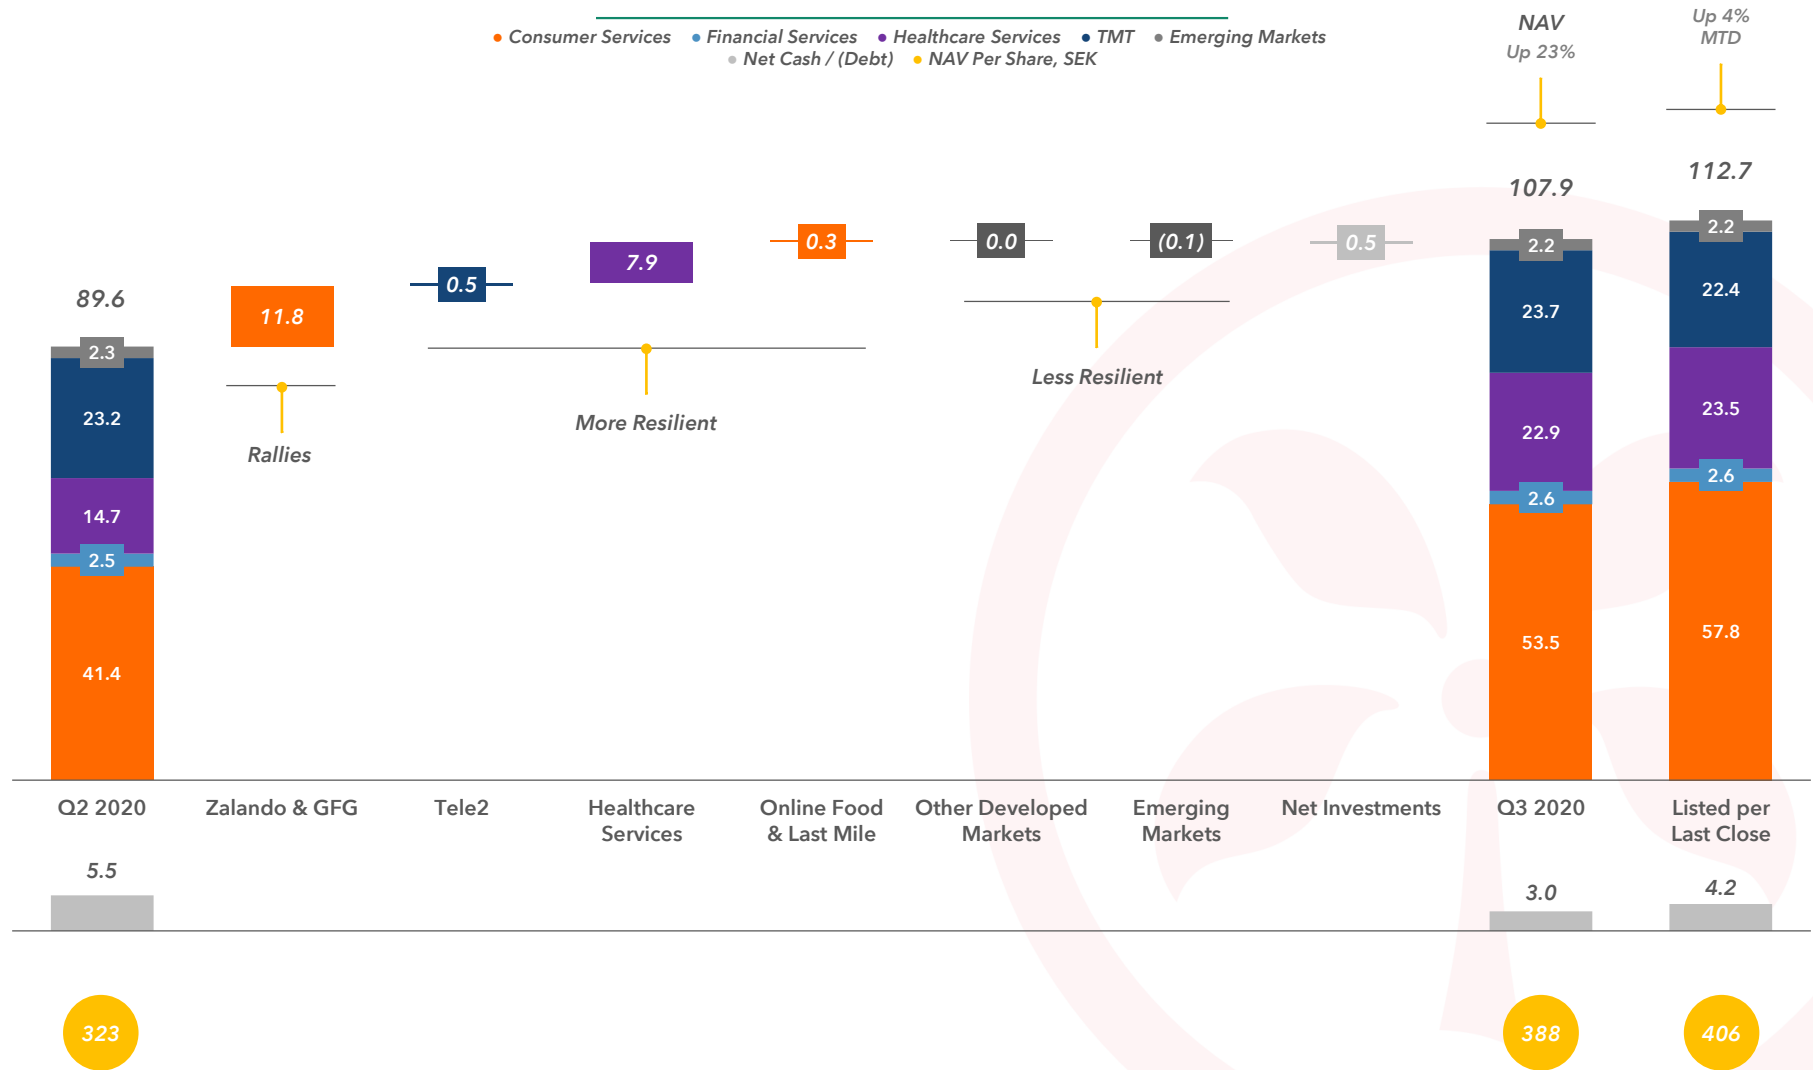 Consumer Services Financial Services Healthcare Services TMT Emerging Markets
Net Cash / (Debt) NAV Per Share, SEK
NAV
Up 23%
Up 4%
MTD
89.6
2.3
23.2
14.7
2.5
41.4
11.8
Rallies
0.5
7.9
0.3
More Resilient
0.0
(0.1)
Less Resilient
0.5
107.9
2.2
23.7
22.9
2.6
53.5
112.7
2.2
22.4
23.5
2.6
57.8
Q2 2020
Zalando & GFG
Tele2
Healthcare
Services
Online Food
& Last Mile
Other Developed
Markets
Emerging
Markets
Net Investments
Q3 2020
Listed per
Last Close
5.5
3.0
4.2
323
388
406